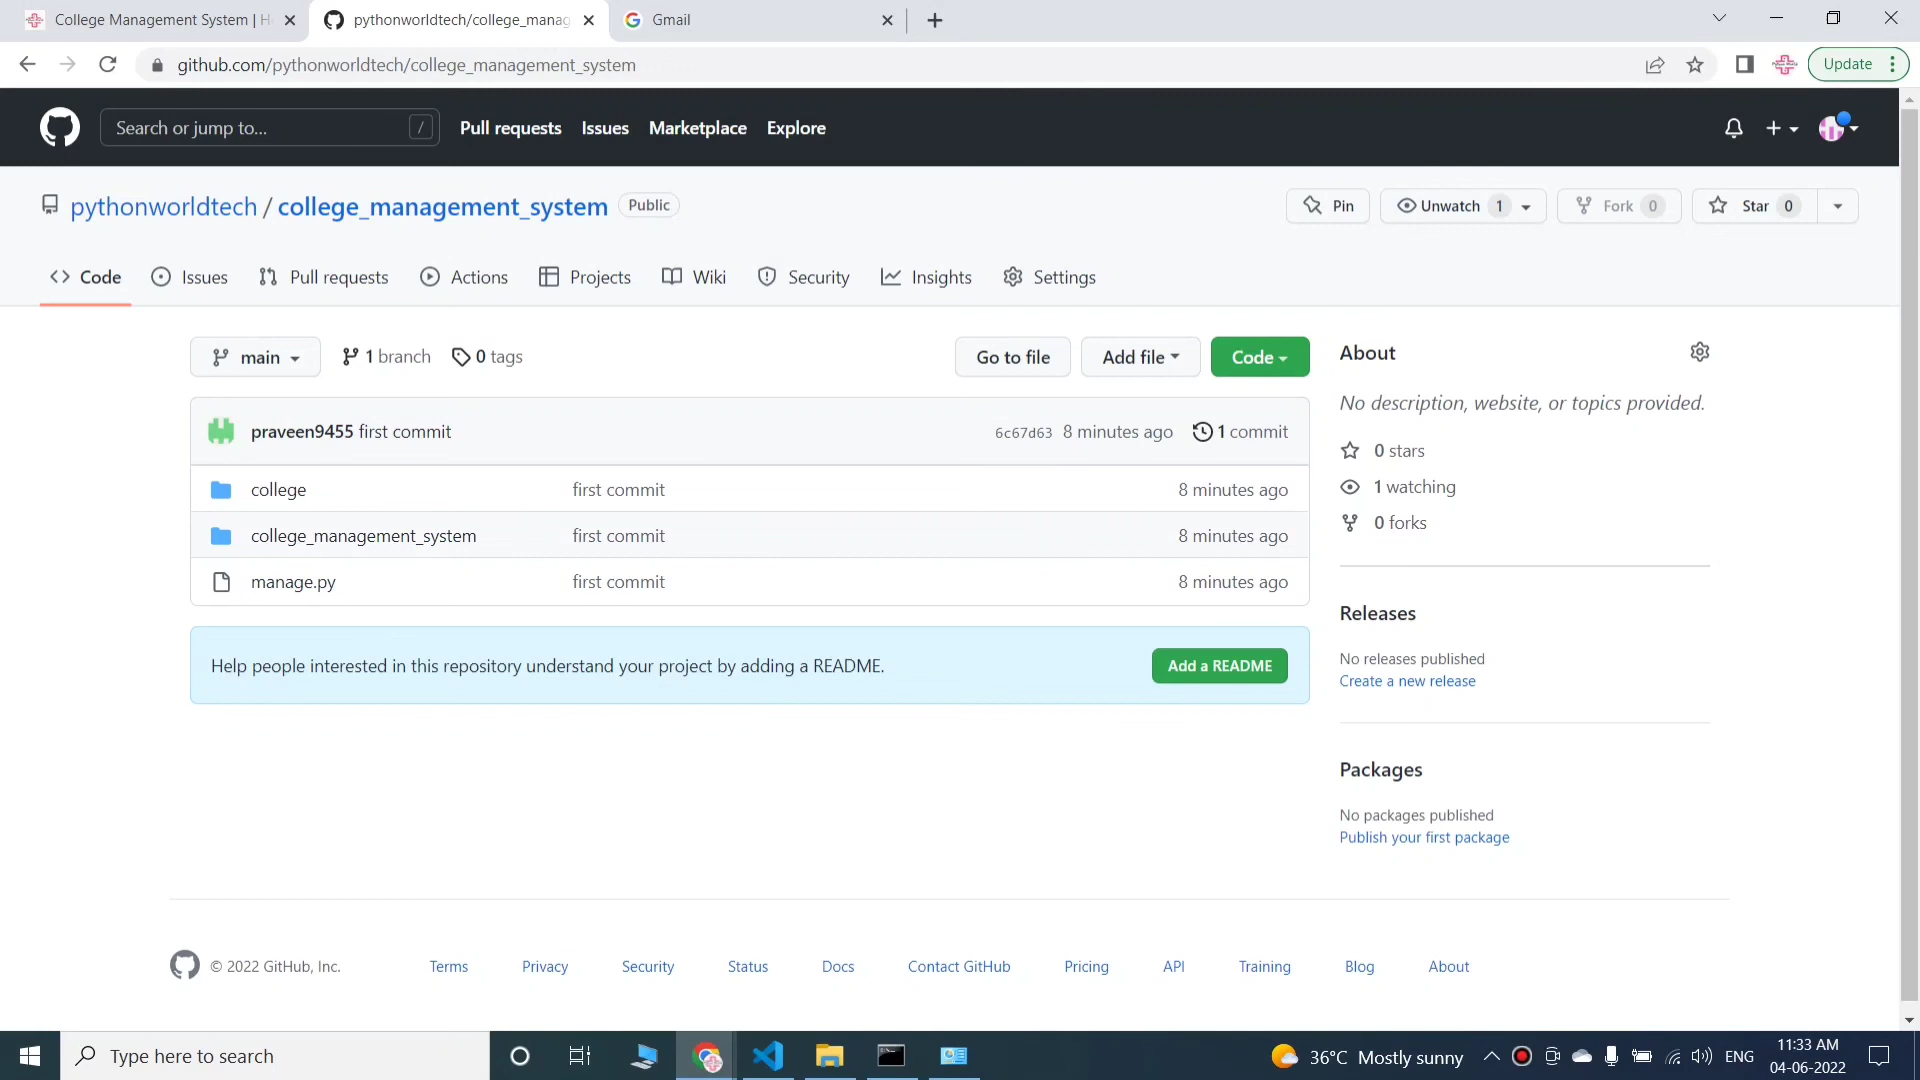 College Management System | H
pythonworldtech/college_manag
Gmail
github.com/pythonworldtech/college_management_system
Update
Search or jump to... /
Pull requests Issues Marketplace Explore
pythonworldtech / college_management_system Public
Pin Unwatch 1 Fork 0 Star 0
Code Issues Pull requests Actions Projects Wiki Security Insights Settings
main 1 branch 0 tags Go to file Add file Code
praveen9455 first commit 6c67d63 8 minutes ago 1 commit
college first commit 8 minutes ago
college_management_system first commit 8 minutes ago
manage.py first commit 8 minutes ago
Help people interested in this repository understand your project by adding a README. Add a README
About
No description, website, or topics provided.
0 stars
1 watching
0 forks
Releases
No releases published
Create a new release
Packages
No packages published
Publish your first package
© 2022 GitHub, Inc. Terms Privacy Security Status Docs Contact GitHub Pricing API Training Blog About
Type here to search
36°C Mostly sunny
ENG
11:33 AM
04-06-2022